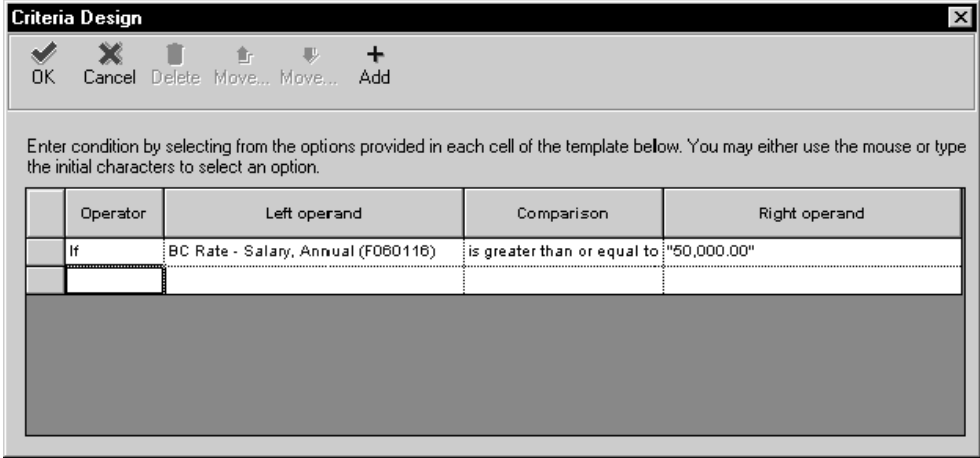 Criteria Design
OK Cancel Delete Move... Move... Add
Enter condition by selecting from the options provided in each cell of the template below. You may either use the mouse or type
the initial characters to select an option.
Operator Left operand Comparison Right operand
If BC Rate - Salary, Annual (F060116) is greater than or equal to "50,000.00"